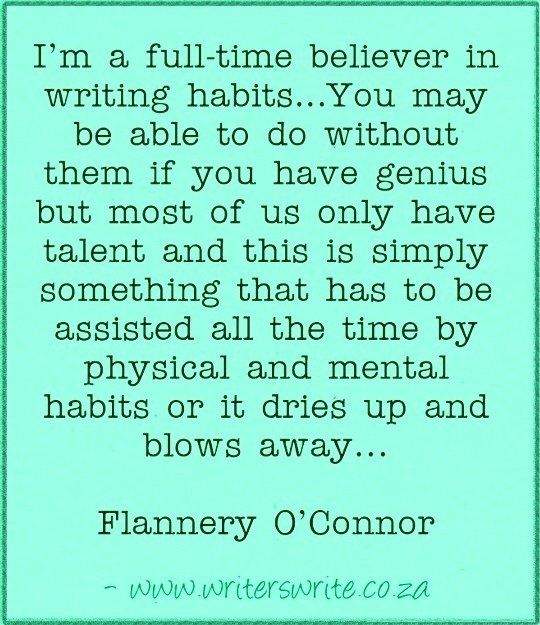 I'm a full-time believer in
writing habits...You may
be able to do without
them if you have genius
but most of us only have
talent and this is simply
something that has to be
assisted all the time by
physical and mental
habits or it dries up and
blows away...
Flannery O'Connor
- www.writerswrite.co.za